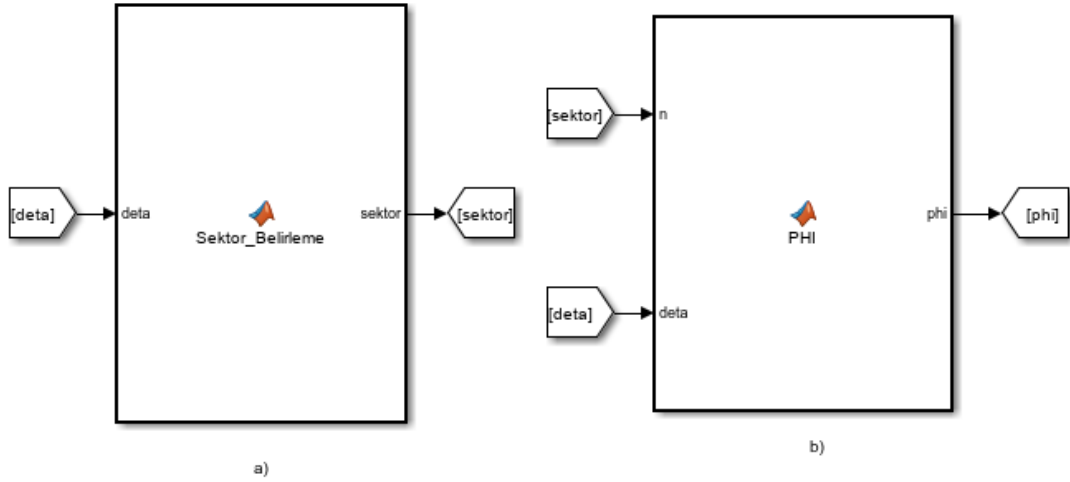 [deta]
deta
Sektor_Belirleme
sektor
[sektor]
a)
[sektor]
n
[deta]
deta
PHI
phi
[phi]
b)